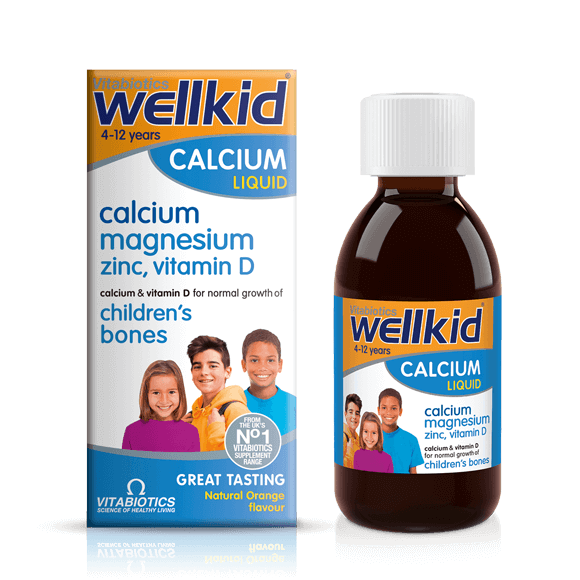 Vitabiotics
wellkid®
4-12 years
CALCIUM
LIQUID
calcium
magnesium
zinc, vitamin D
calcium & vitamin D for normal growth of
children's
bones
FROM
THE UK'S
Nº1
VITABIOTICS
SUPPLEMENT
RANGE
GREAT TASTING
Natural Orange
flavour
VITABIOTICS
SCIENCE OF HEALTHY LIVING
Vitabiotics
wellkid®
4-12 years
CALCIUM
LIQUID
calcium
magnesium
zinc, vitamin D
calcium & vitamin D
for normal growth of
children's bones